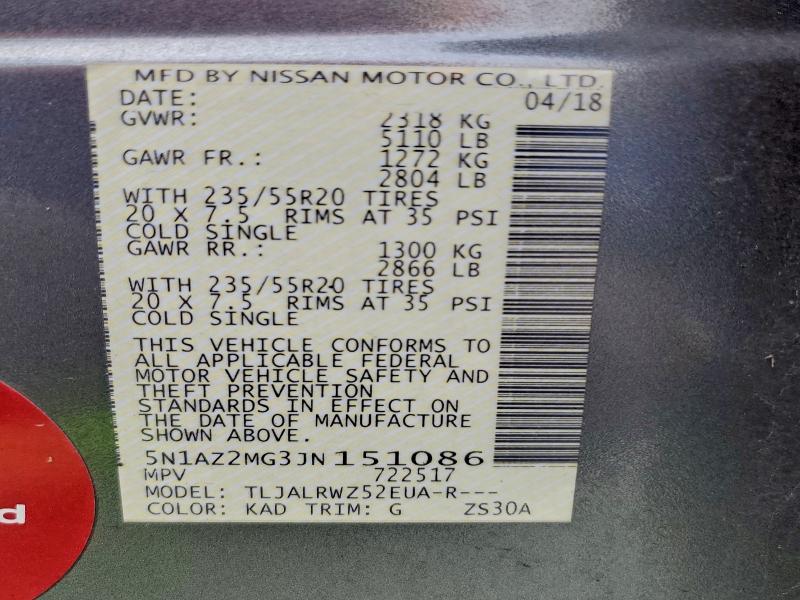 MFD BY NISSAN MOTOR CO., LTD.
DATE: 04/18
GVWR: 2318 KG
5110 LB
GAWR FR.: 1272 KG
2804 LB
WITH 235/55R20 TIRES
20 X 7.5 RIMS AT 35 PSI
COLD SINGLE
GAWR RR.: 1300 KG
2866 LB
WITH 235/55R20 TIRES
20 X 7.5 RIMS AT 35 PSI
COLD SINGLE
THIS VEHICLE CONFORMS TO
ALL APPLICABLE FEDERAL
MOTOR VEHICLE SAFETY AND
THEFT PREVENTION
STANDARDS IN EFFECT ON
THE DATE OF MANUFACTURE
SHOWN ABOVE.
5N1AZ2MG3JN151086
MPV 722517
MODEL: TLJALRWZ52EUA-R---
COLOR: KAD TRIM: G ZS30A